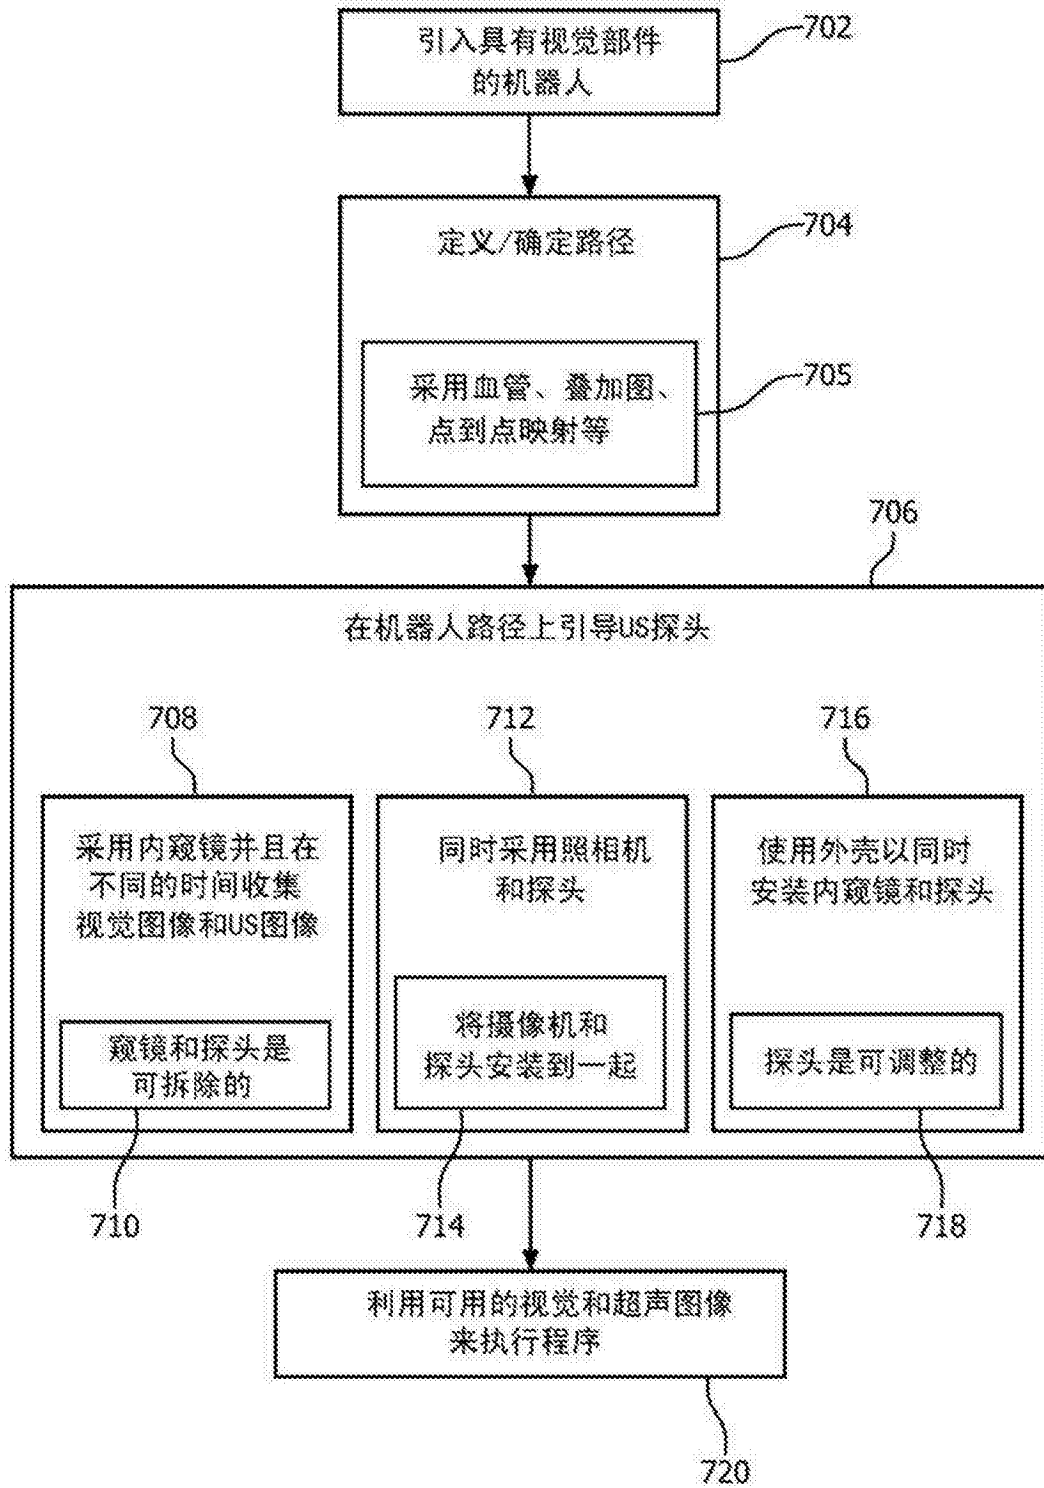 引入具有视觉部件
的机器人
702
定义/确定路径
704
采用血管、叠加图、
点到点映射等
705
706
在机器人路径上引导US探头
708
采用内窥镜并且在
不同的时间收集
视觉图像和US图像
窥镜和探头是
可拆除的
710
712
同时采用照相机
和探头
将摄像机和
探头安装到一起
714
716
使用外壳以同时
安装内窥镜和探头
探头是可调整的
718
利用可用的视觉和超声图像
来执行程序
720